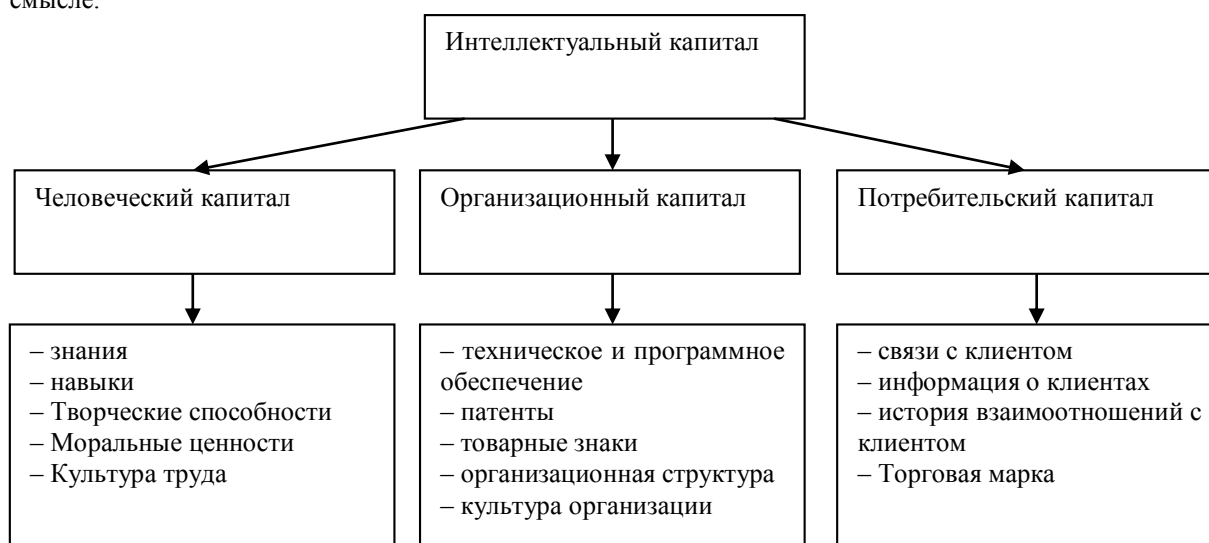 смысле.
Интеллектуальный капитал
Человеческий капитал
Организационный капитал
Потребительский капитал
– знания
– навыки
– Творческие способности
– Моральные ценности
– Культура труда
– техническое и программное
обеспечение
– патенты
– товарные знаки
– организационная структура
– культура организации
– связи с клиентом
– информация о клиентах
– история взаимоотношений с
клиентом
– Торговая марка